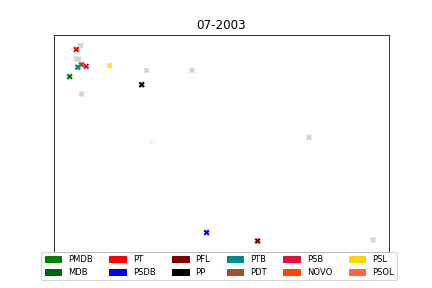 07-2003
PMDB PT PFL PTB PSB PSL
MDB PSDB PP PDT NOVO PSOL